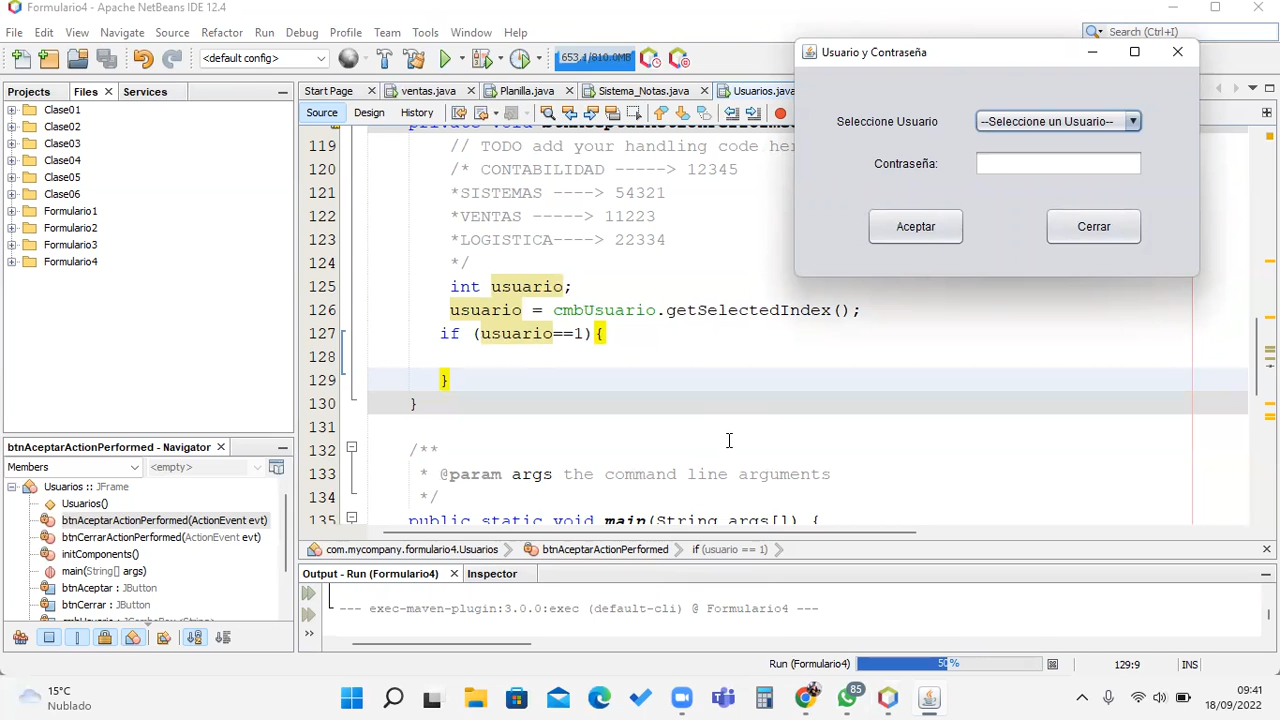 Formulario4 - Apache NetBeans IDE 12.4
File Edit View Navigate Source Refactor Run Debug Profile Team Tools Window Help
Search (Ctrl+I)
<default config>
653.1/810.0MB
Projects Files Services
Clase01
Clase02
Clase03
Clase04
Clase05
Clase06
Formulario1
Formulario2
Formulario3
Formulario4
Start Page ventas.java Planilla.java Sistema_Notas.java Usuarios.java
Source Design History
119 // TODO add your handling code her
120 /* CONTABILIDAD -----> 12345
121 *SISTEMAS ----> 54321
122 *VENTAS -----> 11223
123 *LOGISTICA----> 22334
124 */
125 int usuario;
126 usuario = cmbUsuario.getSelectedIndex();
127 if (usuario==1){
128
129 }
130 }
131
132 /**
133 * @param args the command line arguments
134 */
135 public static void main(String args[]) {
Usuario y Contraseña
Seleccione Usuario --Seleccione un Usuario--
Contraseña:
Aceptar Cerrar
btnAceptarActionPerformed - Navigator
Members <empty>
Usuarios :: JFrame
Usuarios()
btnAceptarActionPerformed(ActionEvent evt)
btnCerrarActionPerformed(ActionEvent evt)
initComponents()
main(String[] args)
btnAceptar : JButton
btnCerrar : JButton
com.mycompany.formulario4.Usuarios btnAceptarActionPerformed if (usuario == 1)
Output - Run (Formulario4) Inspector
--- exec-maven-plugin:3.0.0:exec (default-cli) @ Formulario4 ---
Run (Formulario4) 50% 129:9 INS
15°C
Nublado
85
09:41
18/09/2022